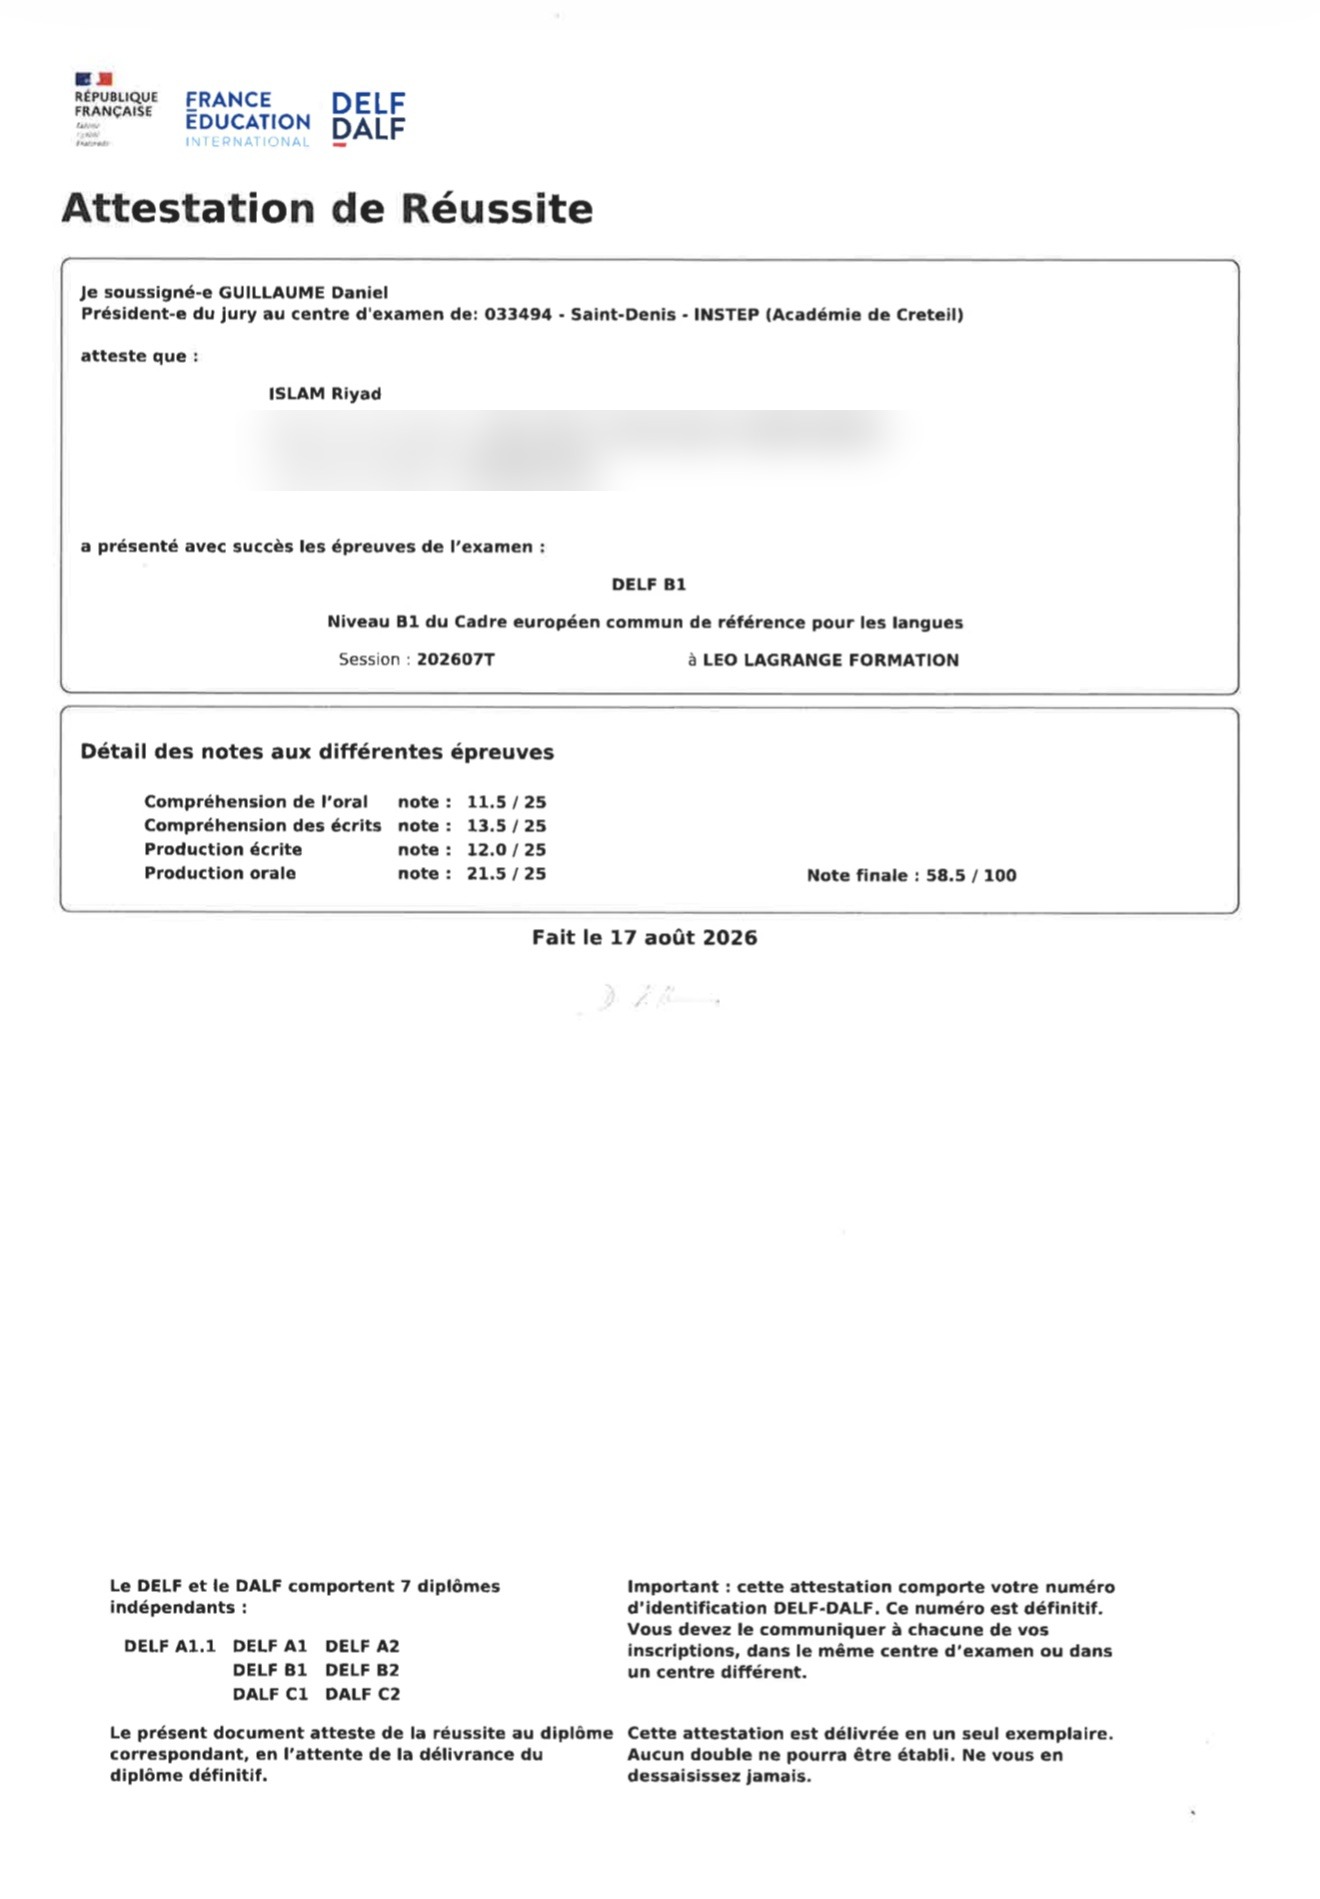 RÉPUBLIQUE
FRANÇAISE
Liberté
Égalité
Fraternité
FRANCE
ÉDUCATION
INTERNATIONAL
DELF
DALF
Attestation de Réussite
Je soussigné-e GUILLAUME Daniel
Président-e du jury au centre d'examen de: 033494 - Saint-Denis - INSTEP (Académie de Creteil)
atteste que :
ISLAM Riyad
a présenté avec succès les épreuves de l’examen :
DELF B1
Niveau B1 du Cadre européen commun de référence pour les langues
Session : 202607T à LEO LAGRANGE FORMATION
Détail des notes aux différentes épreuves
Compréhension de l’oral note : 11.5 / 25
Compréhension des écrits note : 13.5 / 25
Production écrite note : 12.0 / 25
Production orale note : 21.5 / 25 Note finale : 58.5 / 100
Fait le 17 août 2026
Le DELF et le DALF comportent 7 diplômes
indépendants :
DELF A1.1 DELF A1 DELF A2
DELF B1 DELF B2
DALF C1 DALF C2
Le présent document atteste de la réussite au diplôme
correspondant, en l’attente de la délivrance du
diplôme définitif.
Important : cette attestation comporte votre numéro
d’identification DELF-DALF. Ce numéro est définitif.
Vous devez le communiquer à chacune de vos
inscriptions, dans le même centre d’examen ou dans
un centre différent.
Cette attestation est délivrée en un seul exemplaire.
Aucun double ne pourra être établi. Ne vous en
dessaisissez jamais.